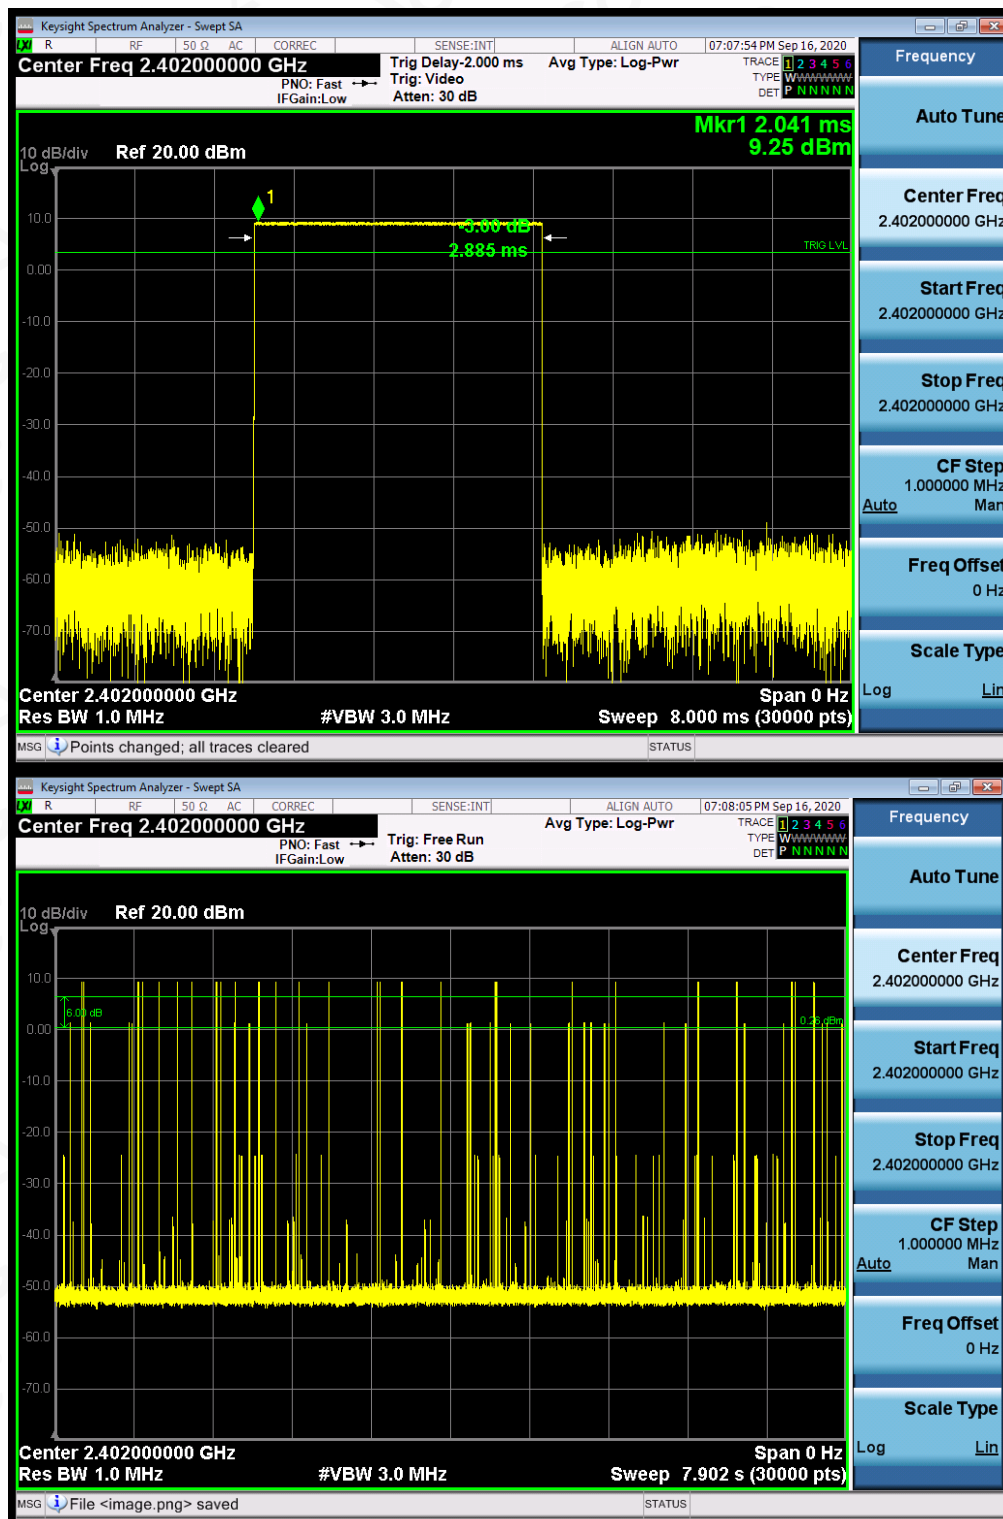 Keysight Spectrum Analyzer - Swept SA
LXI R RF 50 Ω AC CORREC SENSE:INT ALIGN AUTO 07:07:54 PM Sep 16, 2020
Center Freq 2.402000000 GHz
PNO: Fast
IFGain:Low
Trig Delay-2.000 ms
Trig: Video
Atten: 30 dB
Avg Type: Log-Pwr
TRACE 1 2 3 4 5 6
TYPE W
DET P N N N N N
Mkr1 2.041 ms
9.25 dBm
10 dB/div Ref 20.00 dBm
Log
1
10.0
-3.00 dB
2.885 ms
TRIG LVL
0.00
-10.0
-20.0
-30.0
-40.0
-50.0
-60.0
-70.0
Center 2.402000000 GHz Span 0 Hz
Res BW 1.0 MHz #VBW 3.0 MHz Sweep 8.000 ms (30000 pts)
MSG Points changed; all traces cleared STATUS
Frequency
Auto Tune
Center Freq
2.402000000 GHz
Start Freq
2.402000000 GHz
Stop Freq
2.402000000 GHz
CF Step
1.000000 MHz
Auto Man
Freq Offset
0 Hz
Scale Type
Log Lin
Keysight Spectrum Analyzer - Swept SA
LXI R RF 50 Ω AC CORREC SENSE:INT ALIGN AUTO 07:08:05 PM Sep 16, 2020
Center Freq 2.402000000 GHz
PNO: Fast
IFGain:Low
Trig: Free Run
Atten: 30 dB
Avg Type: Log-Pwr
TRACE 1 2 3 4 5 6
TYPE W
DET P N N N N N
10 dB/div Ref 20.00 dBm
Log
10.0
6.00 dB
0.26 dBm
0.00
-10.0
-20.0
-30.0
-40.0
-50.0
-60.0
-70.0
Center 2.402000000 GHz Span 0 Hz
Res BW 1.0 MHz #VBW 3.0 MHz Sweep 7.902 s (30000 pts)
MSG File <image.png> saved STATUS
Frequency
Auto Tune
Center Freq
2.402000000 GHz
Start Freq
2.402000000 GHz
Stop Freq
2.402000000 GHz
CF Step
1.000000 MHz
Auto Man
Freq Offset
0 Hz
Scale Type
Log Lin